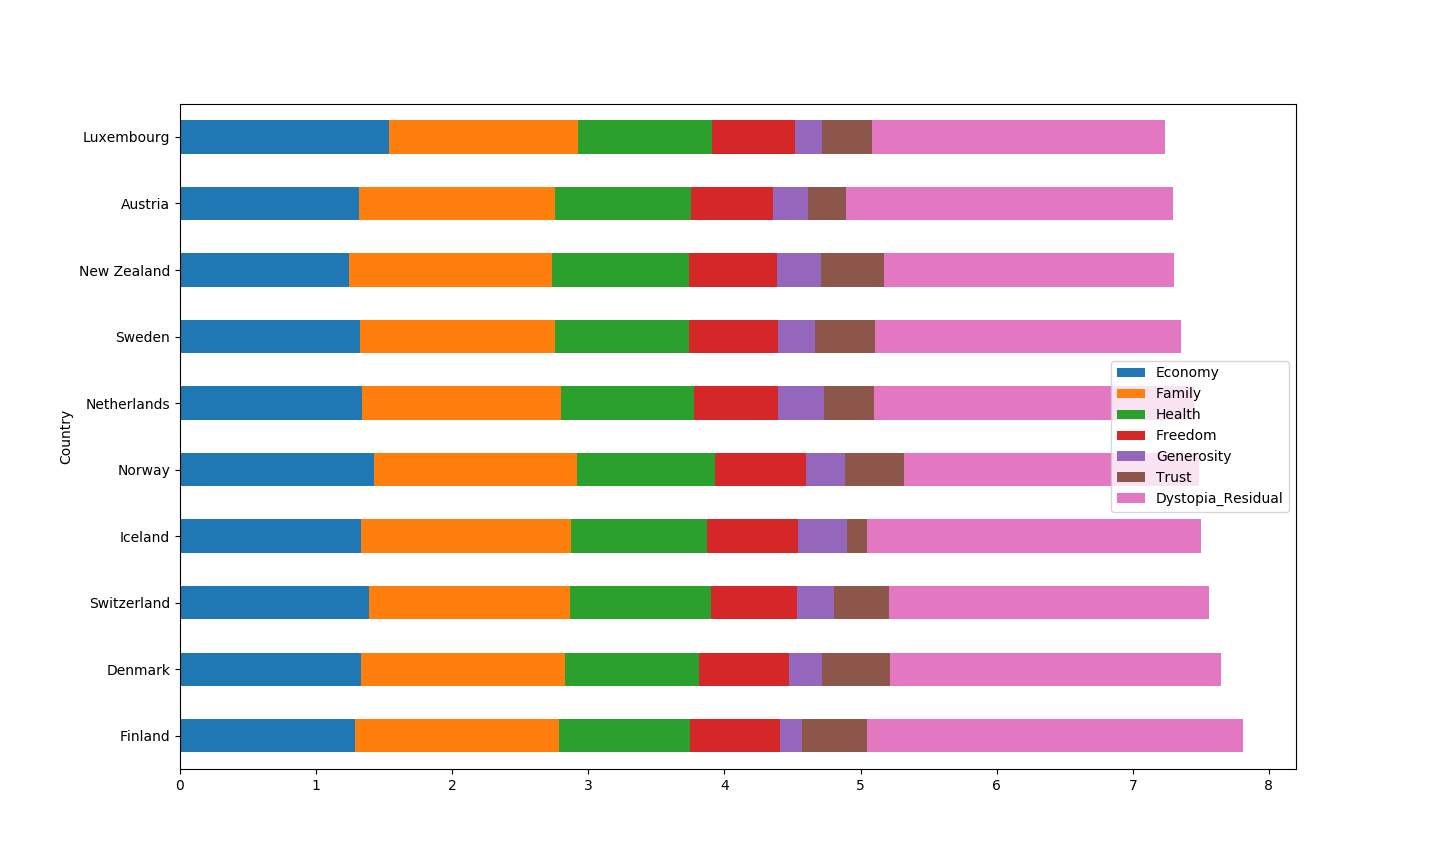 Luxembourg
Austria
New Zealand
Sweden
Netherlands
Norway
Iceland
Switzerland
Denmark
Finland
Country
Economy
Family
Health
Freedom
Generosity
Trust
Dystopia_Residual
0 1 2 3 4 5 6 7 8